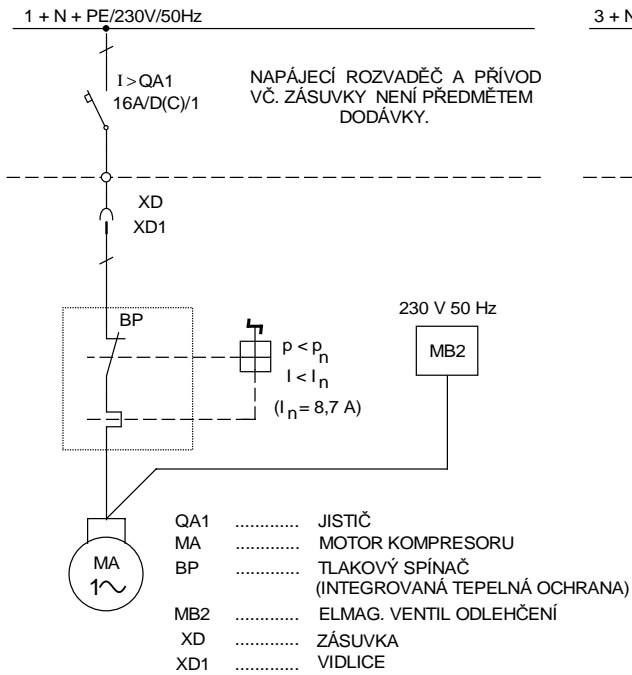 1 + N + PE/230V/50Hz
3 + N
I > QA1
16A/D(C)/1
NAPÁJECÍ ROZVADĚČ A PŘÍVOD
VČ. ZÁSUVKY NENÍ PŘEDMĚTEM
DODÁVKY.
XD
XD1
BP
p < pn
I < In
(In = 8,7 A)
230 V 50 Hz
MB2
MA
1~
QA1 ............. JISTIČ
MA ............. MOTOR KOMPRESORU
BP ............. TLAKOVÝ SPÍNAČ
(INTEGROVANÁ TEPELNÁ OCHRANA)
MB2 ............. ELMAG. VENTIL ODLEHČENÍ
XD ............. ZÁSUVKA
XD1 ............. VIDLICE